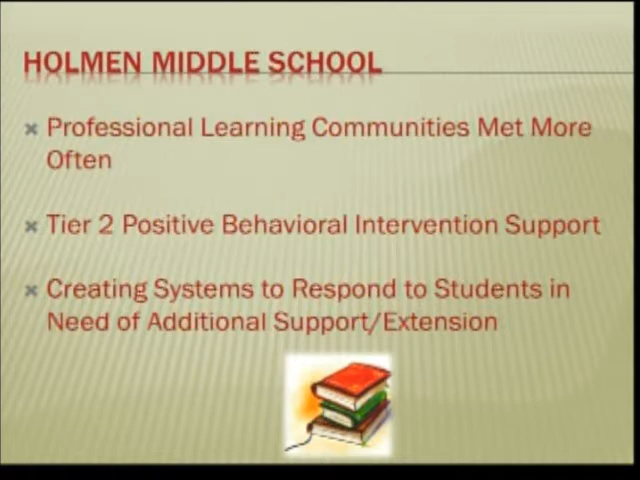 HOLMEN MIDDLE SCHOOL
Professional Learning Communities Met More
Often
Tier 2 Positive Behavioral Intervention Support
Creating Systems to Respond to Students in
Need of Additional Support/Extension